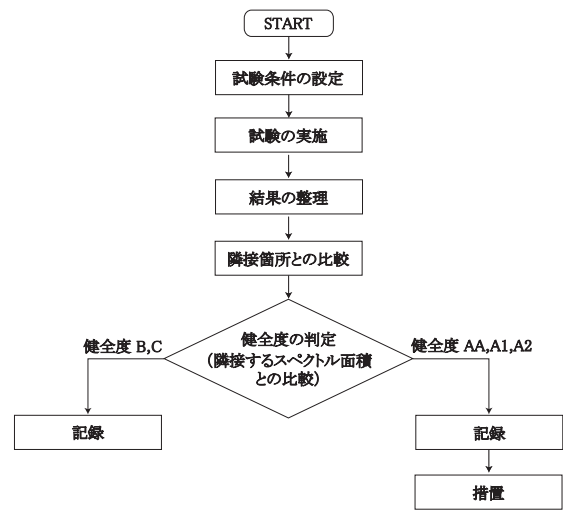 START
試験条件の設定
試験の実施
結果の整理
隣接箇所との比較
健全度の判定
(隣接するスペクトル面積
との比較)
健全度 B,C
健全度 AA,A1,A2
記録
記録
措置